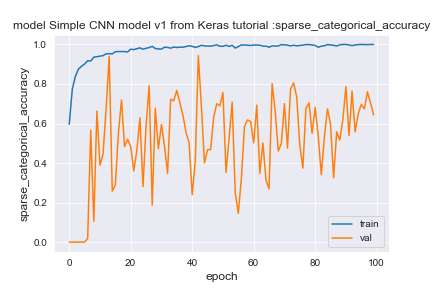 model Simple CNN model v1 from Keras tutorial :sparse_categorical_accuracy
1.0
0.8
0.6
0.4
0.2
0.0
sparse_categorical_accuracy
0
20
40
60
80
100
epoch
train
val